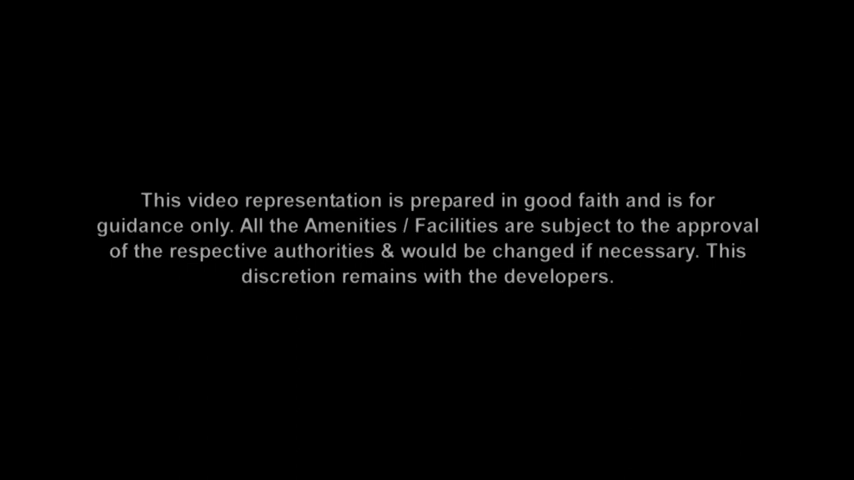 This video representation is prepared in good faith and is for
guidance only. All the Amenities / Facilities are subject to the approval
of the respective authorities & would be changed if necessary. This
discretion remains with the developers.